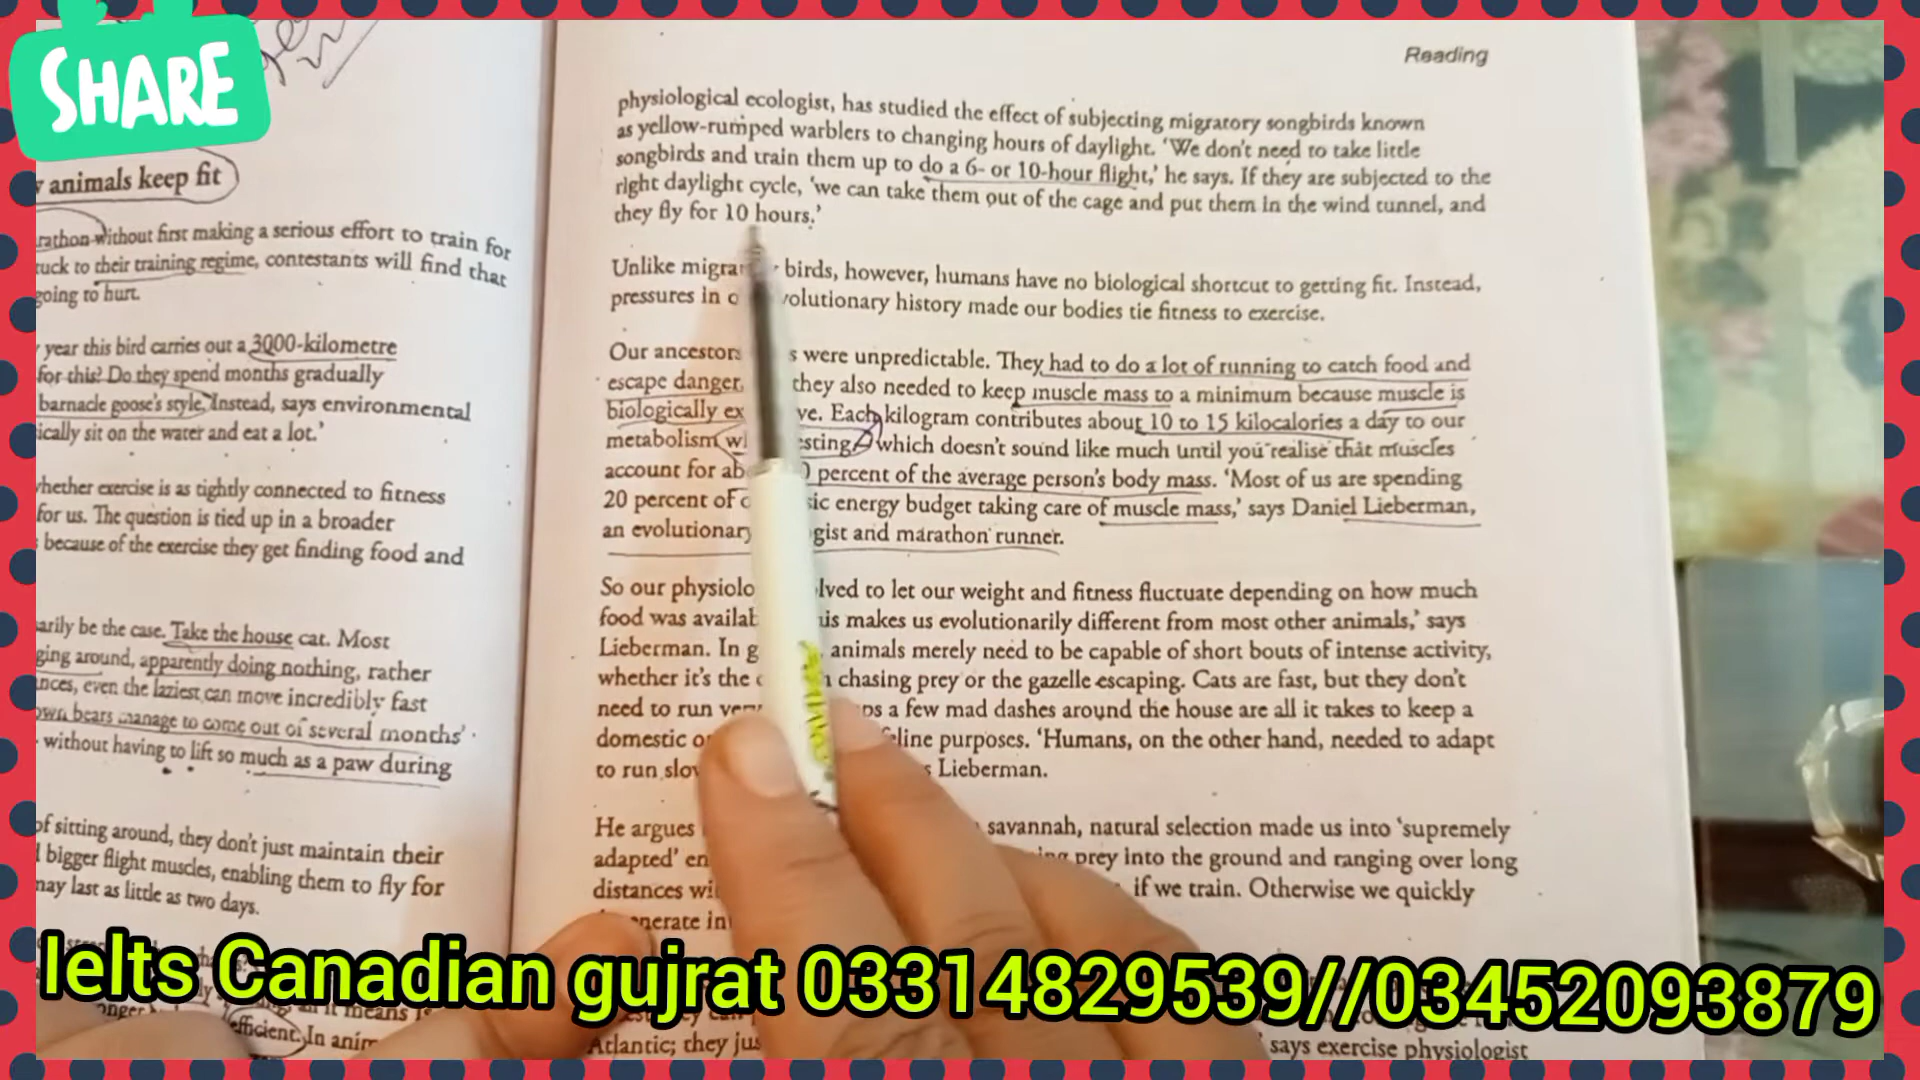 SHARE
Reading
animals keep fit
rathon without first making a serious effort to train for
tuck to their training regime, contestants will find that
going to hurt.
year this bird carries out a 3000-kilometre
for this? Do they spend months gradually
barnacle goose's style. Instead, says environmental
ically sit on the water and eat a lot.'
whether exercise is as tightly connected to fitness
for us. The question is tied up in a broader
because of the exercise they get finding food and
arily be the case. Take the house cat. Most
ging around, apparently doing nothing, rather
nces, even the laziest can move incredibly fast
own bears manage to come out of several months'
without having to lift so much as a paw during
of sitting around, they don't just maintain their
bigger flight muscles, enabling them to fly for
may last as little as two days.
it means
efficient. In anim
physiological ecologist, has studied the effect of subjecting migratory songbirds known
as yellow-rumped warblers to changing hours of daylight. 'We don't need to take little
songbirds and train them up to do a 6- or 10-hour flight,' he says. If they are subjected to the
right daylight cycle, 'we can take them out of the cage and put them in the wind tunnel, and
they fly for 10 hours.'
Unlike migra birds, however, humans have no biological shortcut to getting fit. Instead,
pressures in o volutionary history made our bodies tie fitness to exercise.
Our ancestors s were unpredictable. They had to do a lot of running to catch food and
escape danger, they also needed to keep muscle mass to a minimum because muscle is
biologically ex ve. Each kilogram contributes about 10 to 15 kilocalories a day to our
metabolism w sting, which doesn't sound like much until you realise that muscles
account for ab 0 percent of the average person's body mass. 'Most of us are spending
20 percent of o ic energy budget taking care of muscle mass,' says Daniel Lieberman,
an evolutionary gist and marathon runner.
So our physiolo lved to let our weight and fitness fluctuate depending on how much
food was availab is makes us evolutionarily different from most other animals,' says
Lieberman. In g animals merely need to be capable of short bouts of intense activity,
whether it's the chasing prey or the gazelle escaping. Cats are fast, but they don't
need to run very ps a few mad dashes around the house are all it takes to keep a
domestic eline purposes. 'Humans, on the other hand, needed to adapt
to run slow s Lieberman.
He argues savannah, natural selection made us into 'supremely
adapted' en ing prey into the ground and ranging over long
distances wi if we train. Otherwise we quickly
enerate in
Atlantic; they jus says exercise physiologist
Ielts Canadian gujrat 03314829539//03452093879